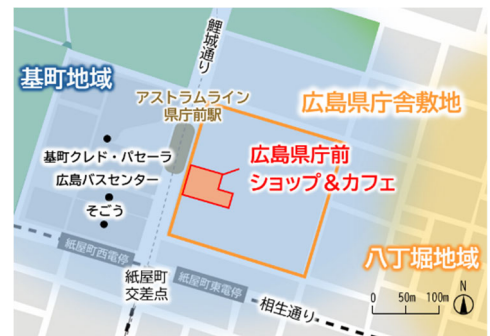 鯉城通り
基町地域
アストラムライン
県庁前駅
広島県庁舎敷地
基町クレド・パセーラ
広島バスセンター
そごう
広島県庁前
ショップ＆カフェ
紙屋町西電停
紙屋町
交差点
紙屋町東電停
相生通り
八丁堀地域
0 50m 100m
N